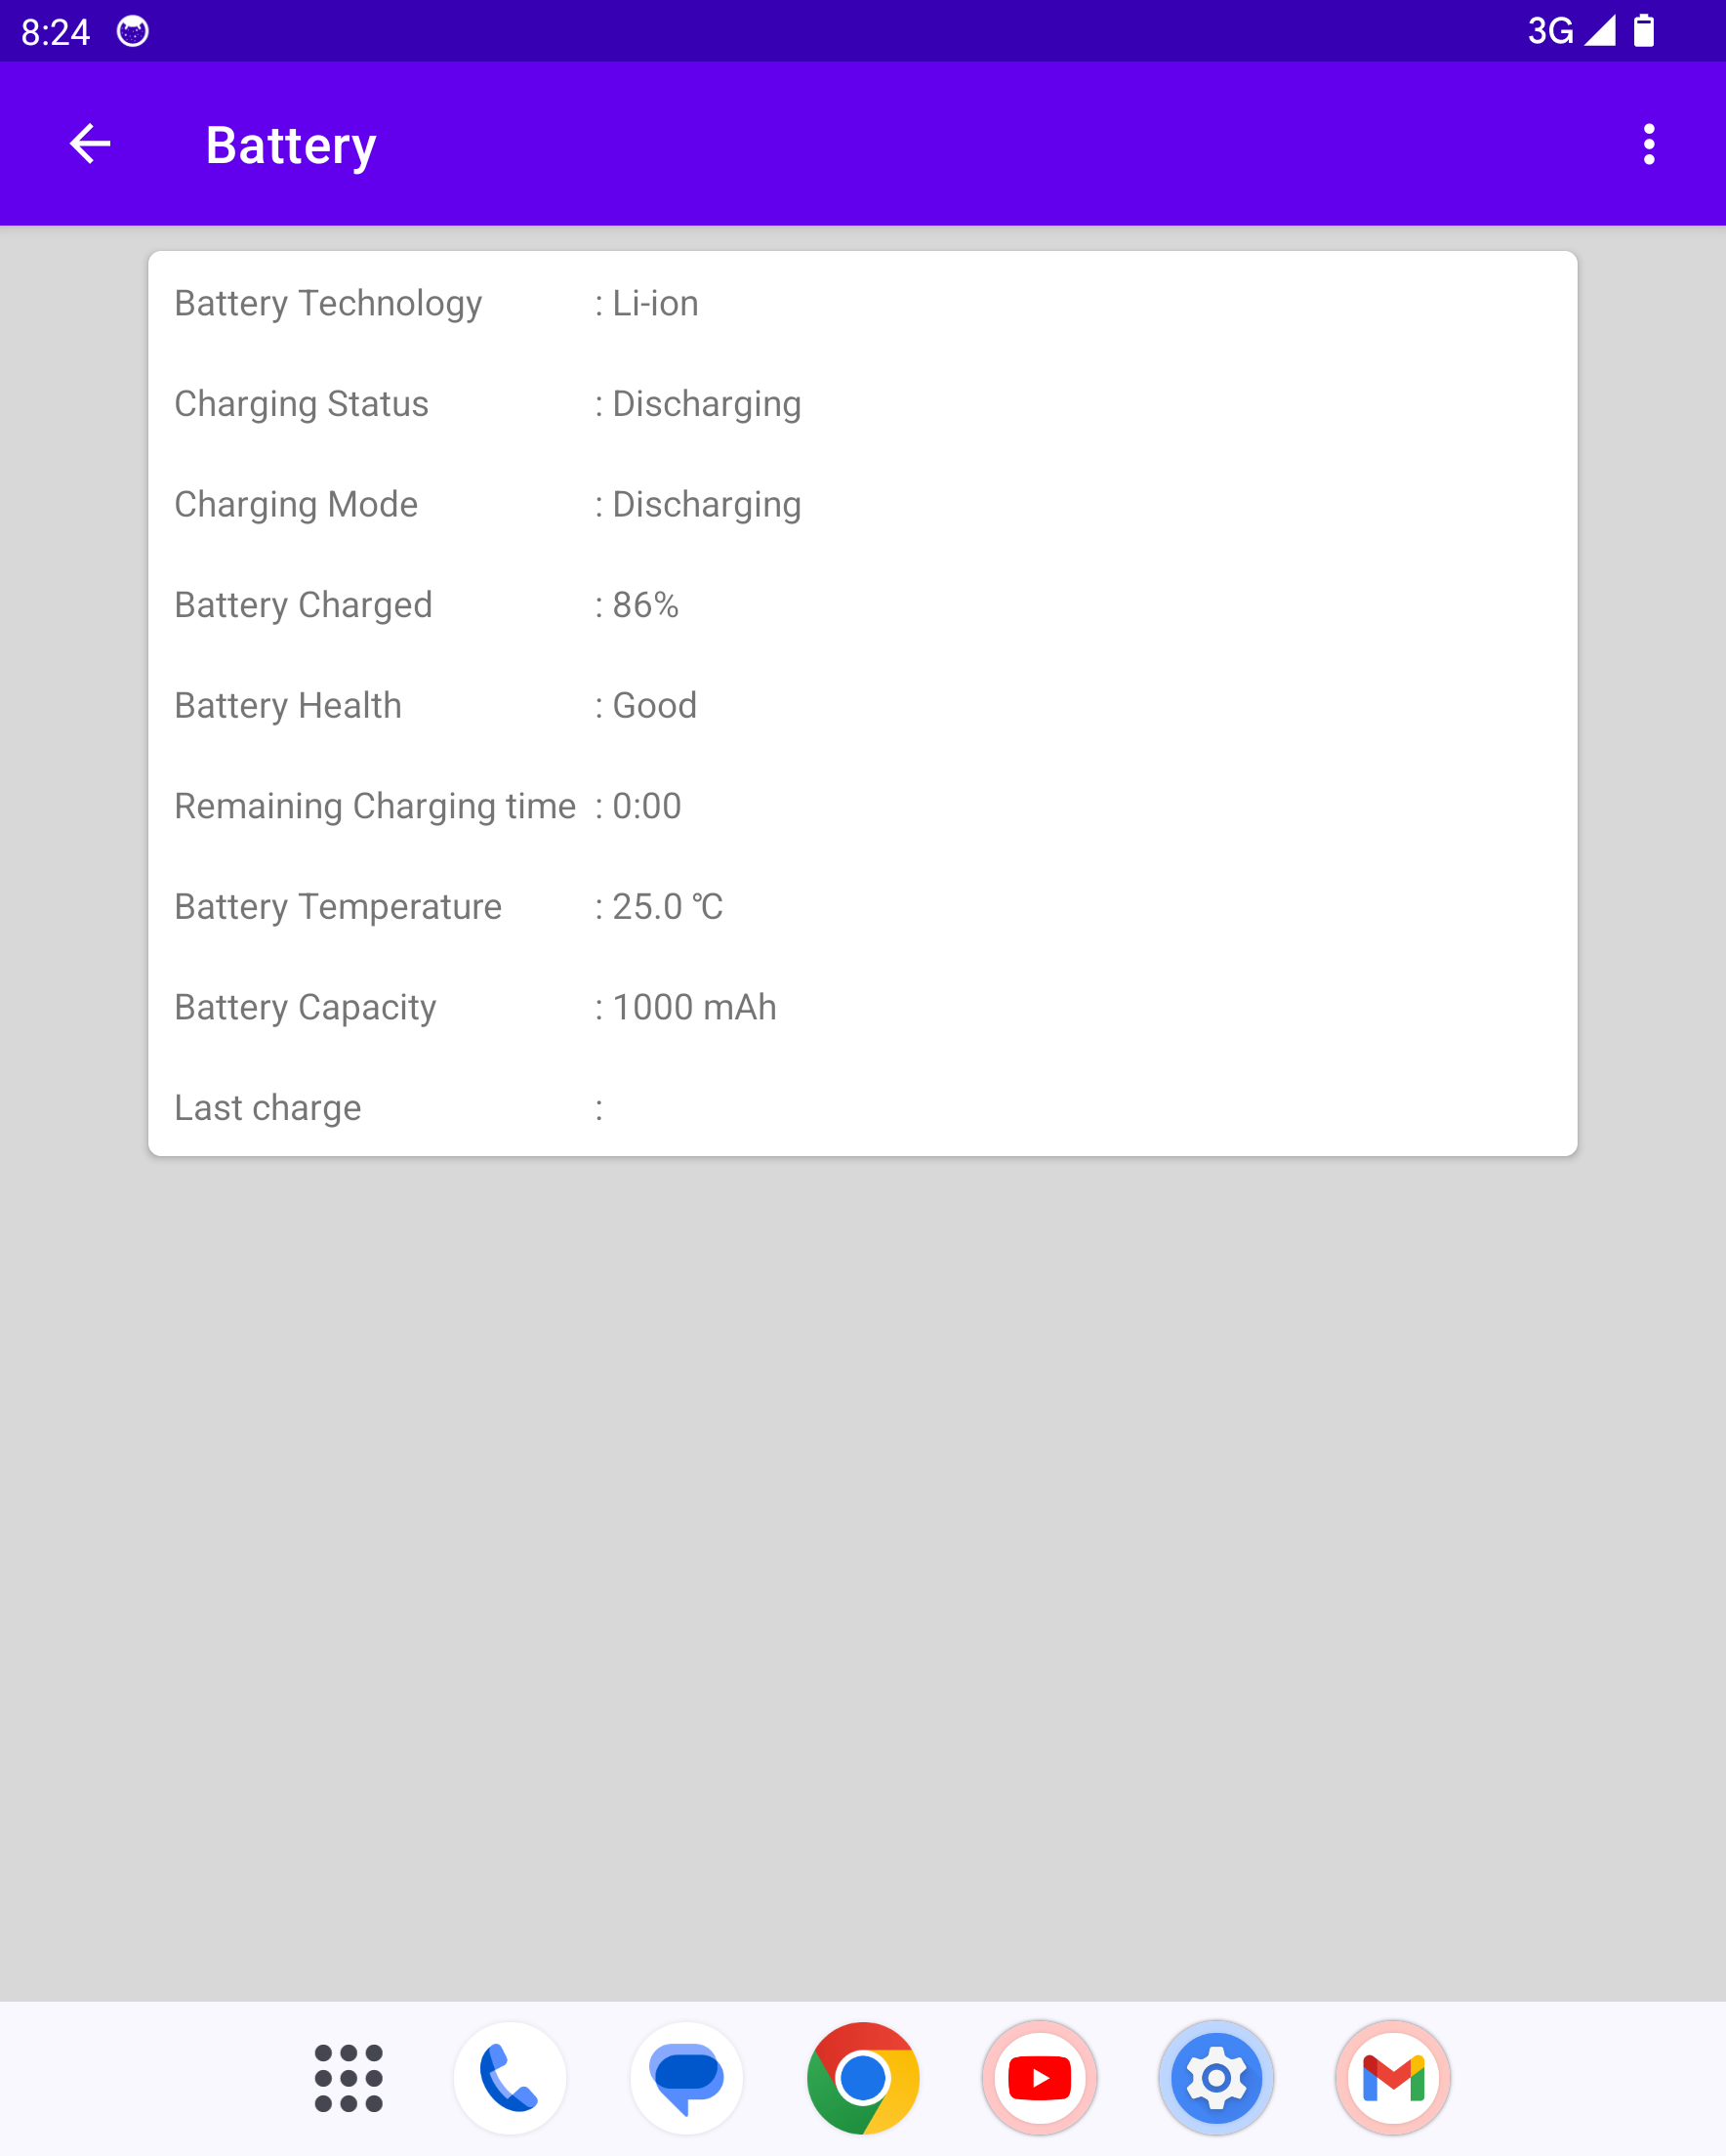 8:24 3G
Battery
Battery Technology : Li-ion
Charging Status : Discharging
Charging Mode : Discharging
Battery Charged : 86%
Battery Health : Good
Remaining Charging time : 0:00
Battery Temperature : 25.0 ℃
Battery Capacity : 1000 mAh
Last charge :